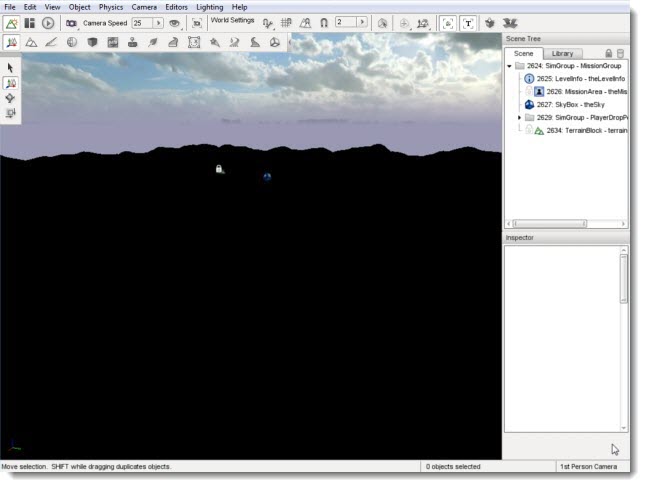 File Edit View Object Physics Camera Editors Lighting Window Help
Camera Speed 25 World Settings 2
T
Scene Tree
Scene Library
2624: SimGroup - MissionGroup
2625: LevelInfo - theLevelInfo
2626: MissionArea - theMis
2627: SkyBox - theSky
2629: SimGroup - PlayerDropP
2634: TerrainBlock - terrain
Inspector
Move selection. SHIFT while dragging duplicates objects. 0 objects selected 1st Person Camera